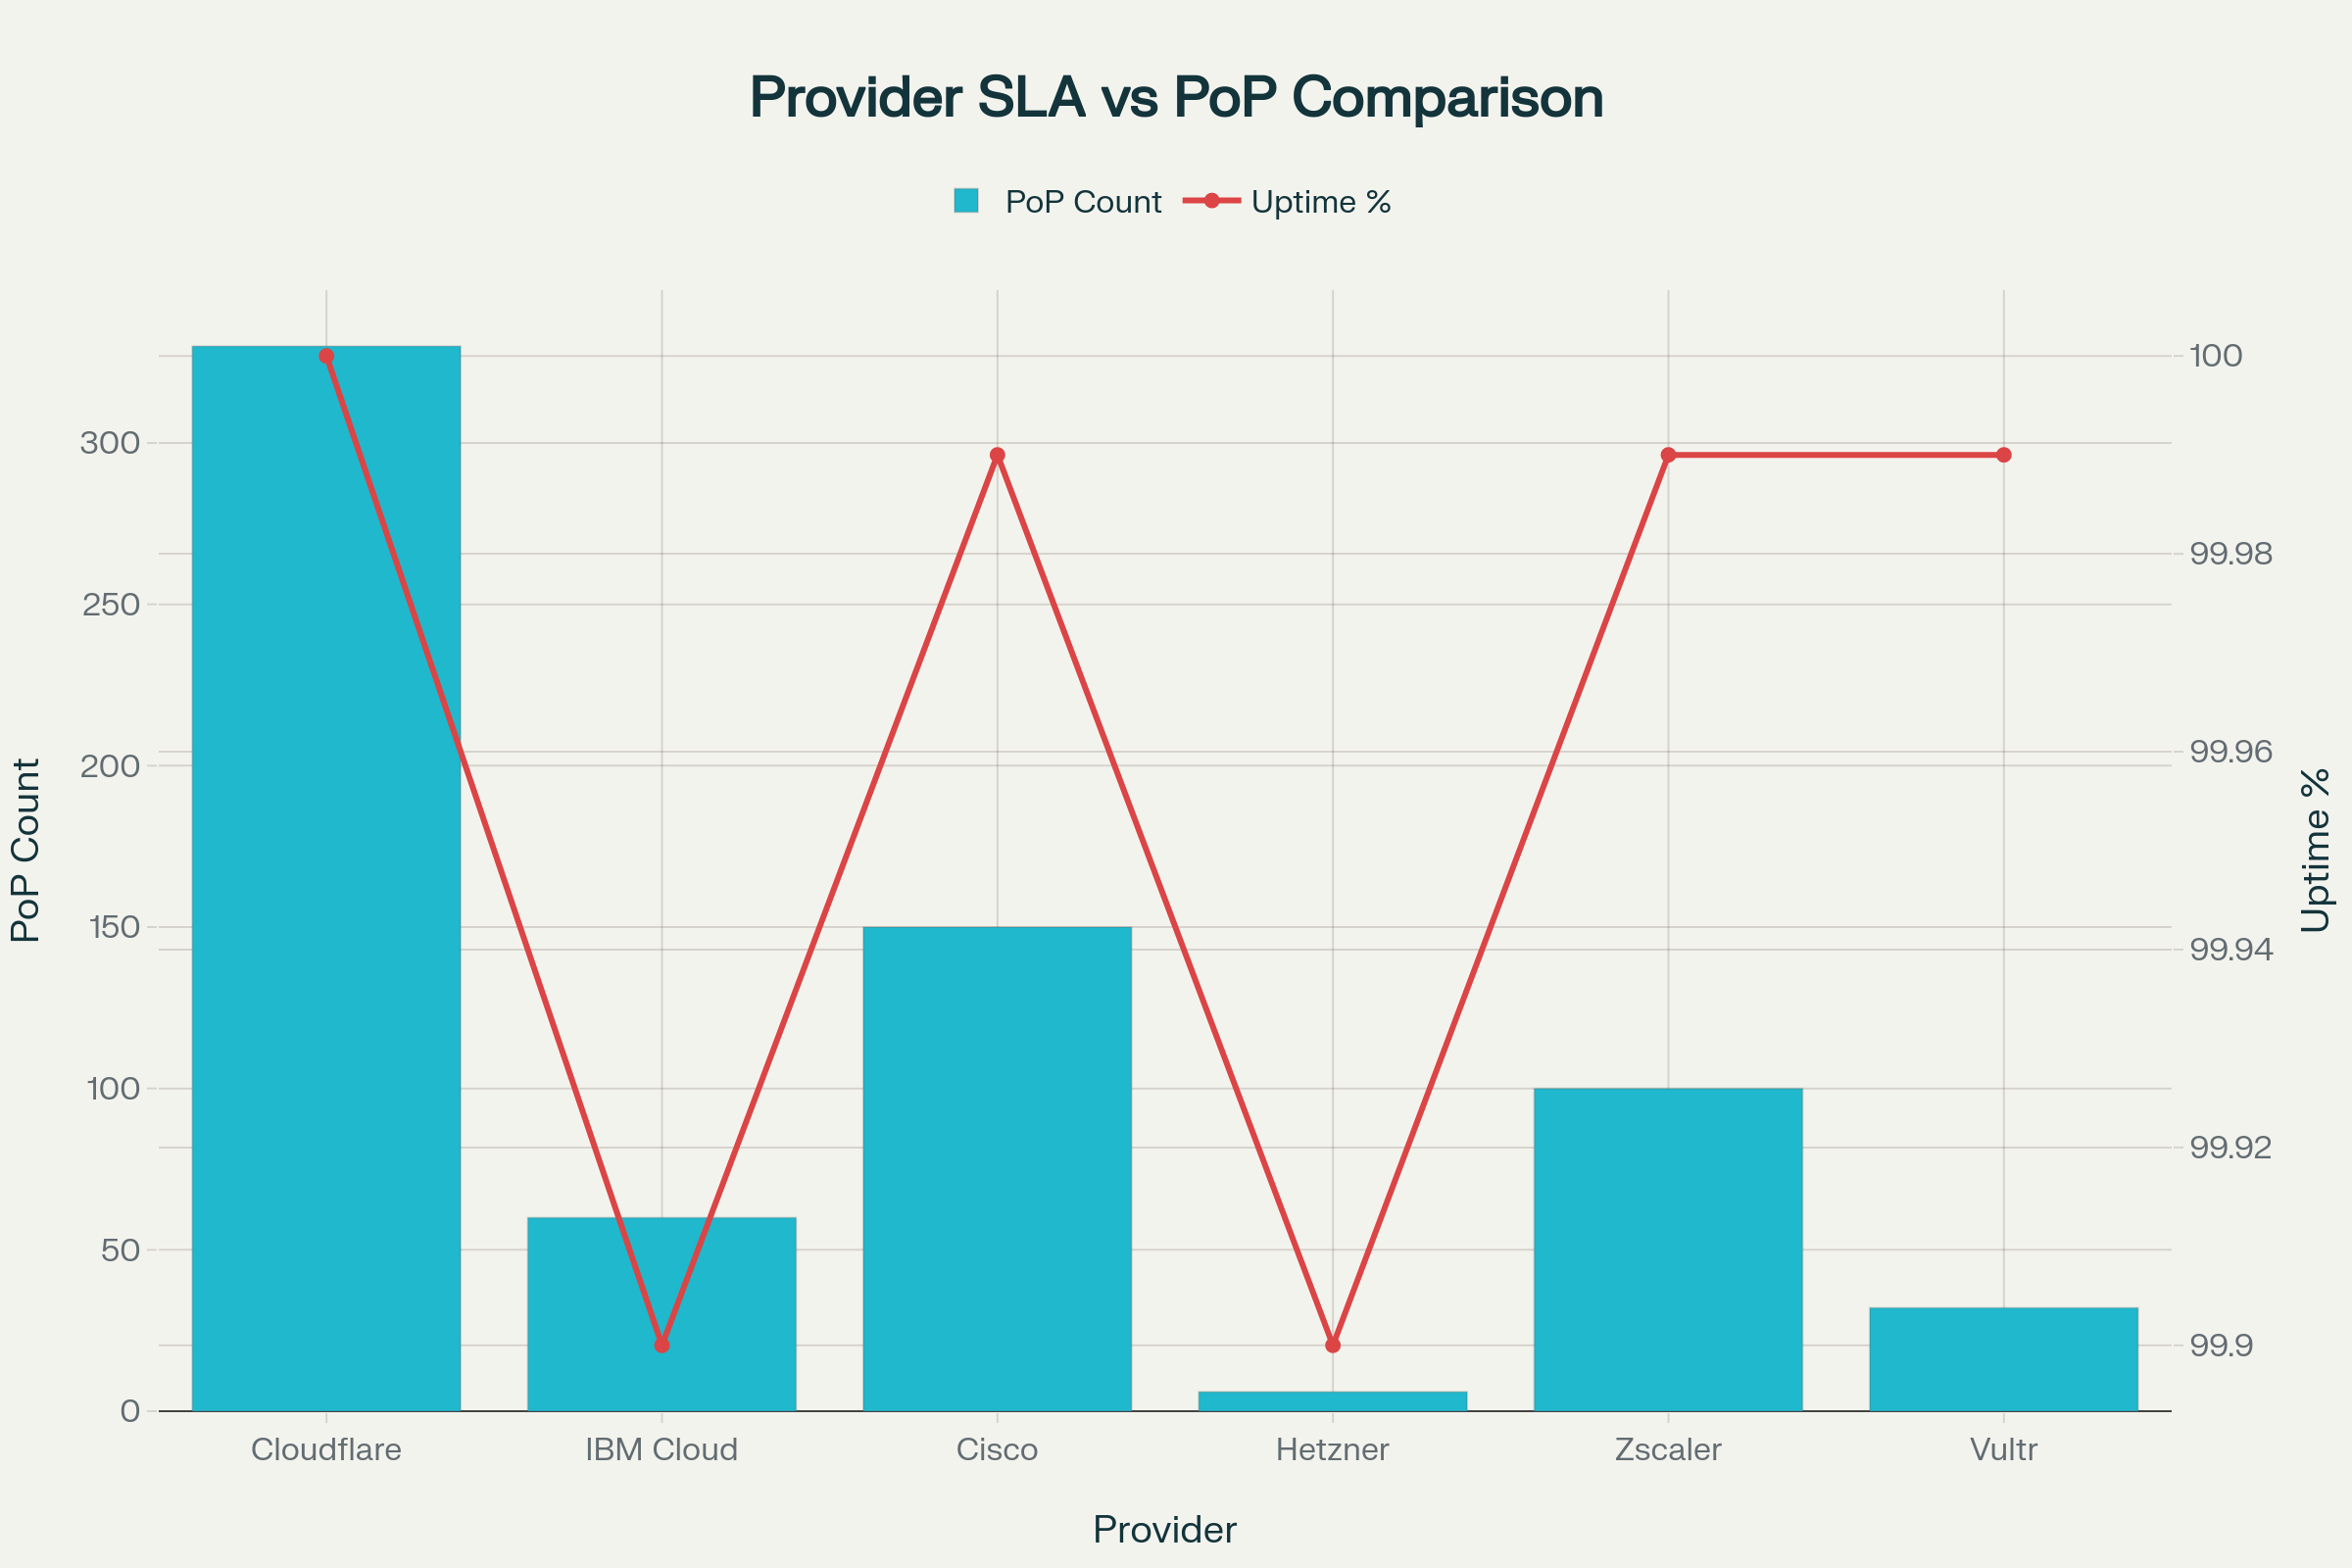 Provider SLA vs PoP Comparison
PoP Count
Uptime %
300
250
200
150
100
50
0
PoP Count
100
99.98
99.96
99.94
99.92
99.9
Uptime %
Cloudflare
IBM Cloud
Cisco
Hetzner
Zscaler
Vultr
Provider